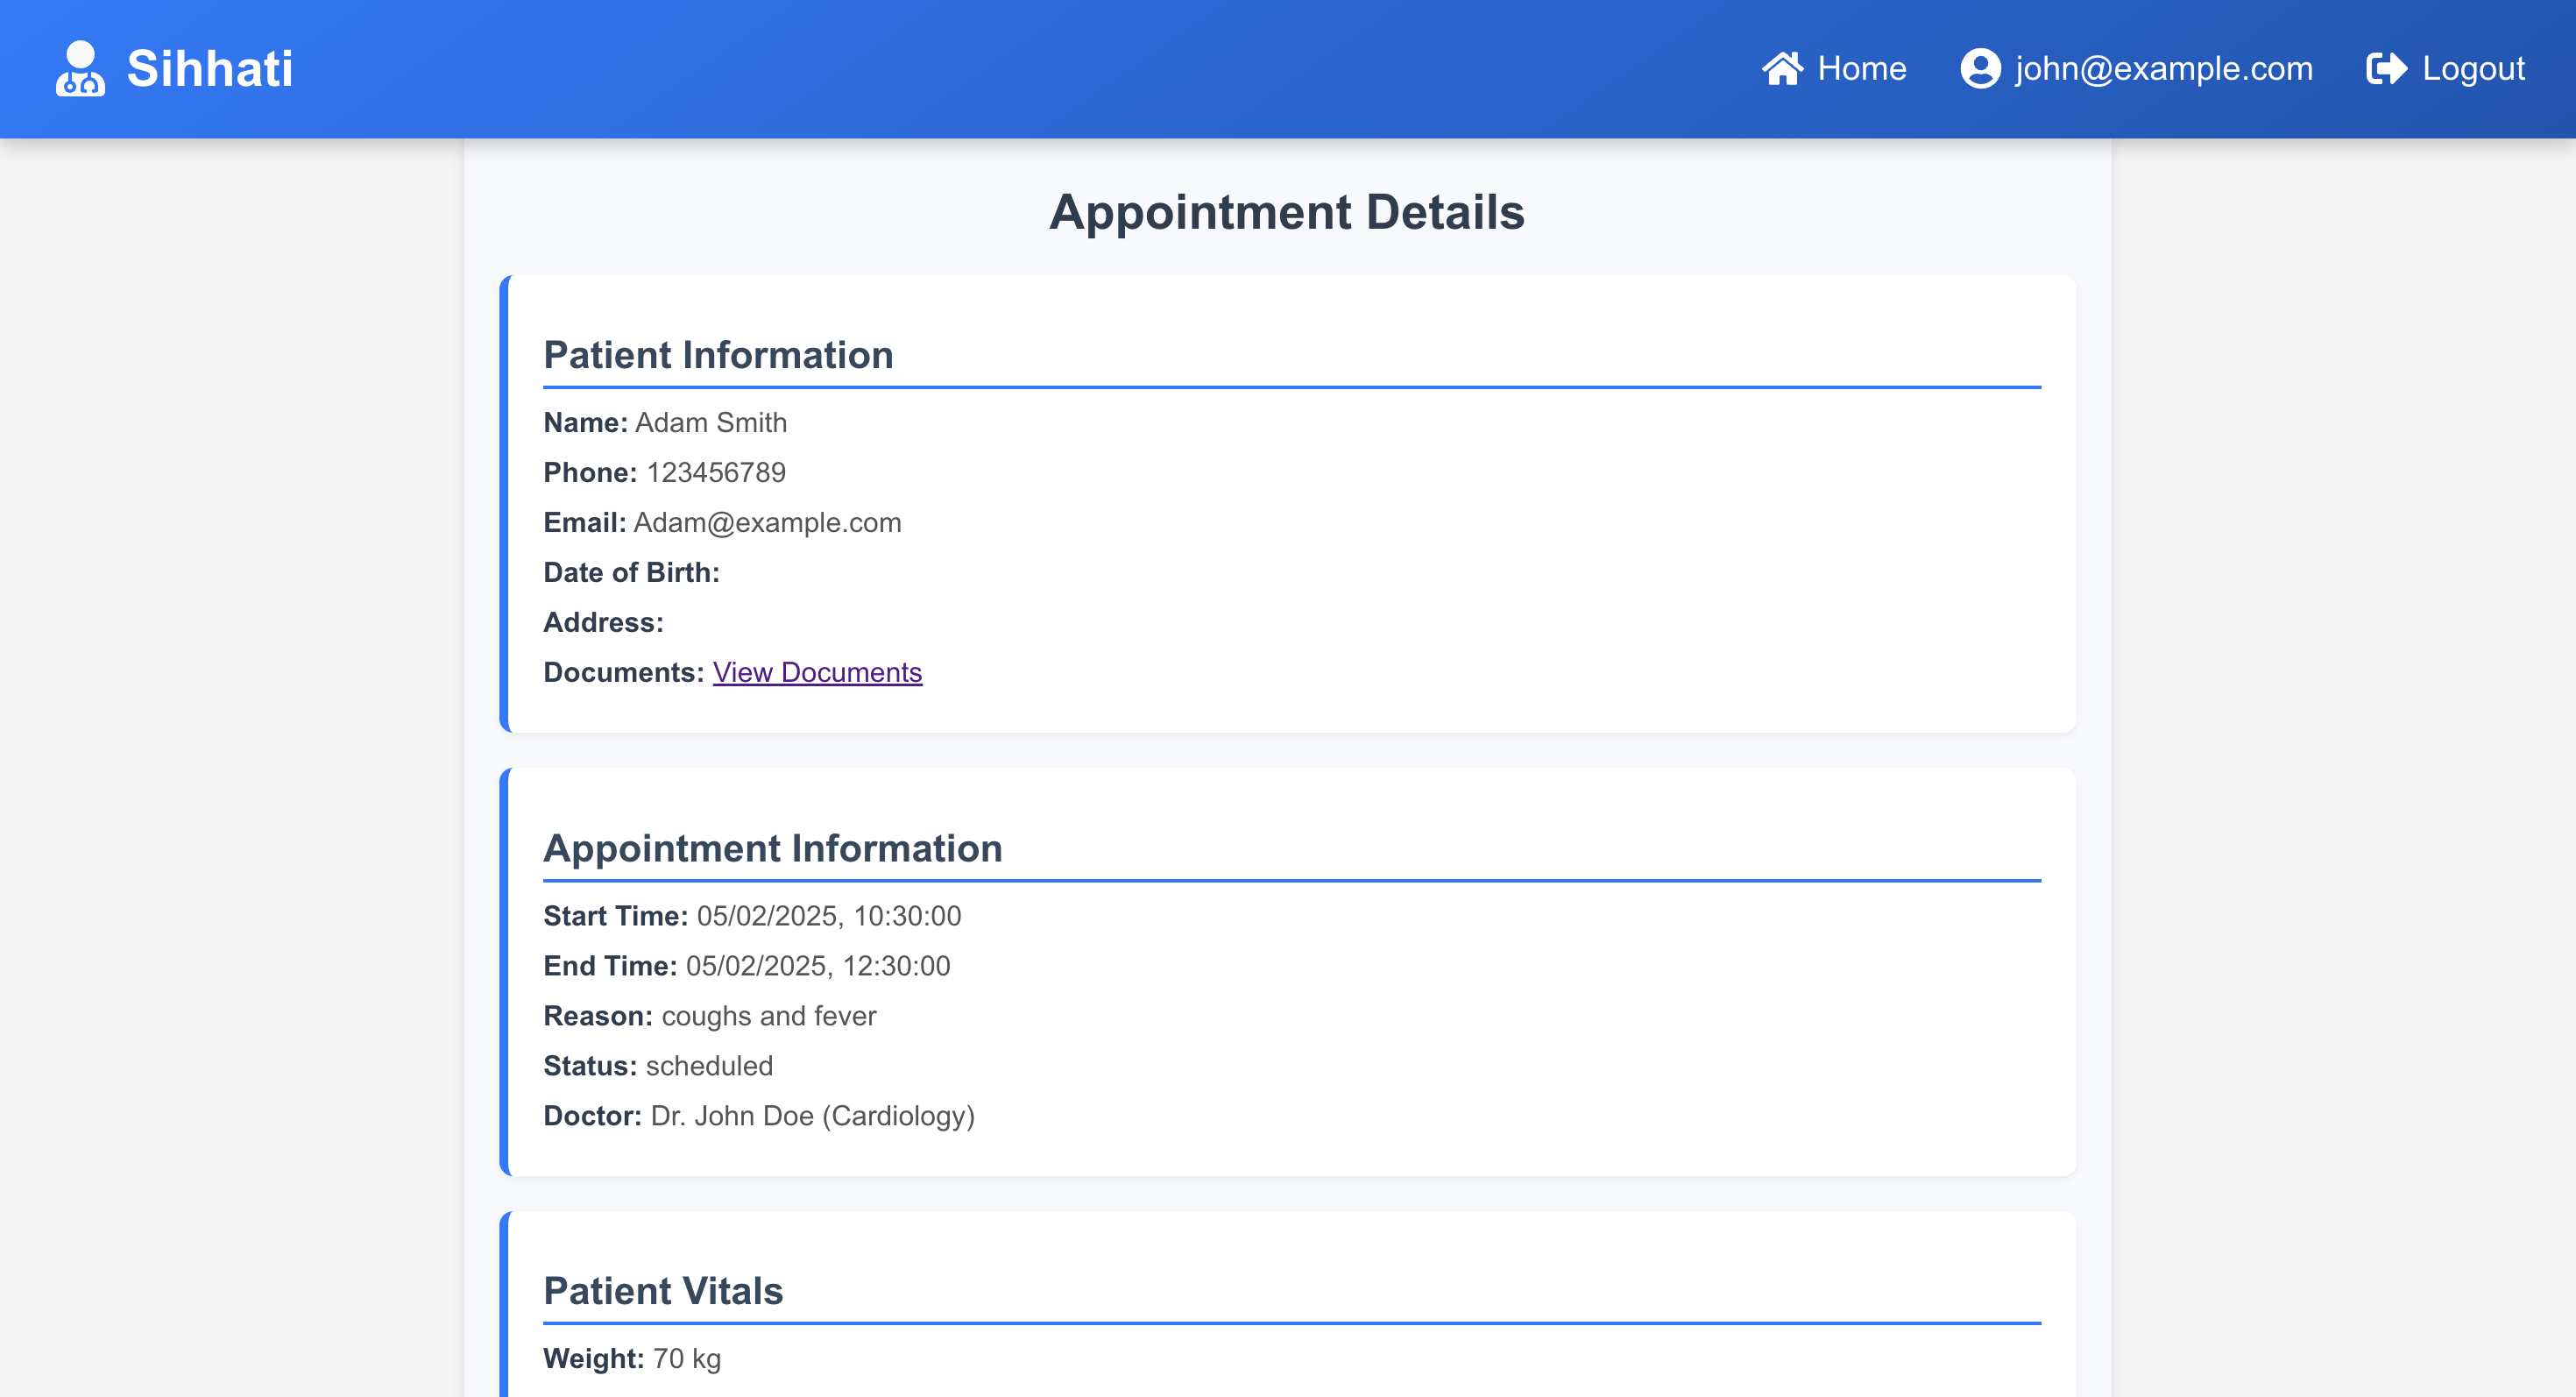 Sihhati
Home john@example.com Logout
Appointment Details
Patient Information
Name: Adam Smith
Phone: 123456789
Email: Adam@example.com
Date of Birth:
Address:
Documents: View Documents
Appointment Information
Start Time: 05/02/2025, 10:30:00
End Time: 05/02/2025, 12:30:00
Reason: coughs and fever
Status: scheduled
Doctor: Dr. John Doe (Cardiology)
Patient Vitals
Weight: 70 kg